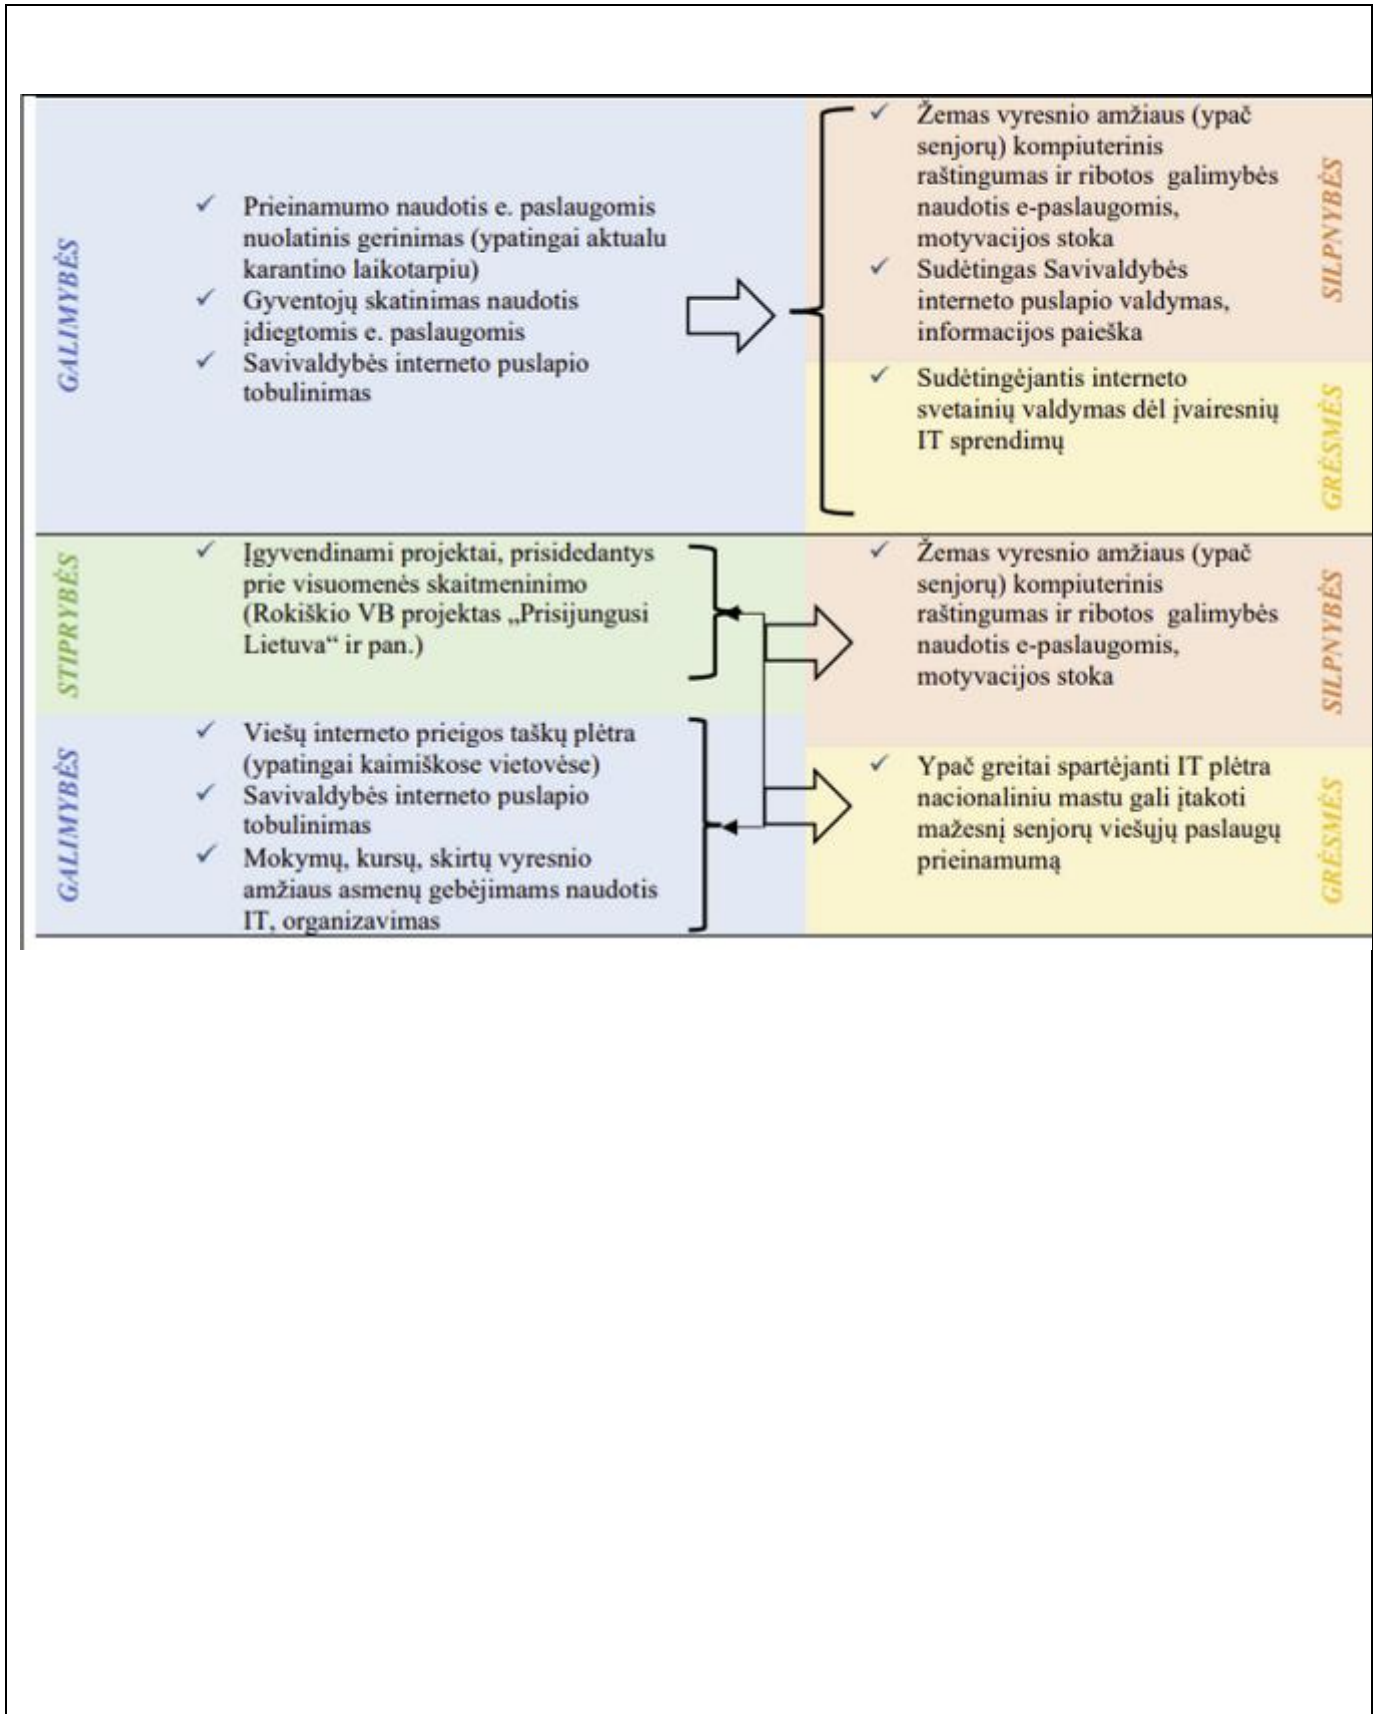 GALIMYBĖS
Prieinamumo naudotis e. paslaugomis
nuolatinis gerinimas (ypatingai aktualu
karantino laikotarpiu)
Gyventojų skatinimas naudotis
įdiegtomis e. paslaugomis
Savivaldybės interneto puslapio
tobulinimas
Žemas vyresnio amžiaus (ypač
senjorų) kompiuterinis
raštingumas ir ribotos galimybės
naudotis e-paslaugomis,
motyvacijos stoka
Sudėtingas Savivaldybės
interneto puslapio valdymas,
informacijos paieška
SILPNYBĖS
Sudėtingėjantis interneto
svetainių valdymas dėl įvairesnių
IT sprendimų
GRĖSMĖS
STIPRYBĖS
Įgyvendinami projektai, prisidedantys
prie visuomenės skaitmeninimo
(Rokiškio VB projektas „Prisijungusi
Lietuva“ ir pan.)
Žemas vyresnio amžiaus (ypač
senjorų) kompiuterinis
raštingumas ir ribotos galimybės
naudotis e-paslaugomis,
motyvacijos stoka
SILPNYBĖS
GALIMYBĖS
Viešų interneto prieigos taškų plėtra
(ypatingai kaimiškose vietovėse)
Savivaldybės interneto puslapio
tobulinimas
Mokymų, kursų, skirtų vyresnio
amžiaus asmenų gebėjimams naudotis
IT, organizavimas
Ypač greitai spartėjanti IT plėtra
nacionaliniu mastu gali įtakoti
mažesnį senjorų viešųjų paslaugų
prieinamumą
GRĖSMĖS